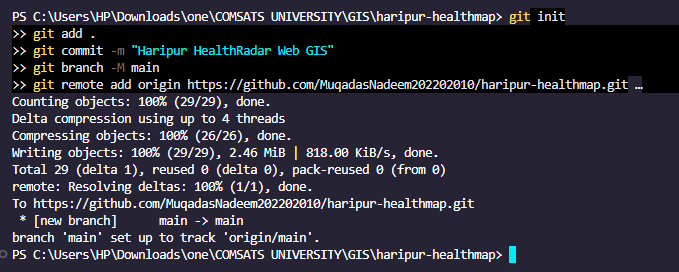 PS C:\Users\HP\Downloads\one\COMSATS UNIVERSITY\GIS\haripur-healthmap> git init
>> git add .
>> git commit -m "Haripur HealthRadar Web GIS"
>> git branch -M main
>> git remote add origin https://github.com/MuqadasNadeem202202010/haripur-healthmap.git …
Counting objects: 100% (29/29), done.
Delta compression using up to 4 threads
Compressing objects: 100% (26/26), done.
Writing objects: 100% (29/29), 2.46 MiB | 818.00 KiB/s, done.
Total 29 (delta 1), reused 0 (delta 0), pack-reused 0 (from 0)
remote: Resolving deltas: 100% (1/1), done.
To https://github.com/MuqadasNadeem202202010/haripur-healthmap.git
 * [new branch]      main -> main
branch 'main' set up to track 'origin/main'.
PS C:\Users\HP\Downloads\one\COMSATS UNIVERSITY\GIS\haripur-healthmap>